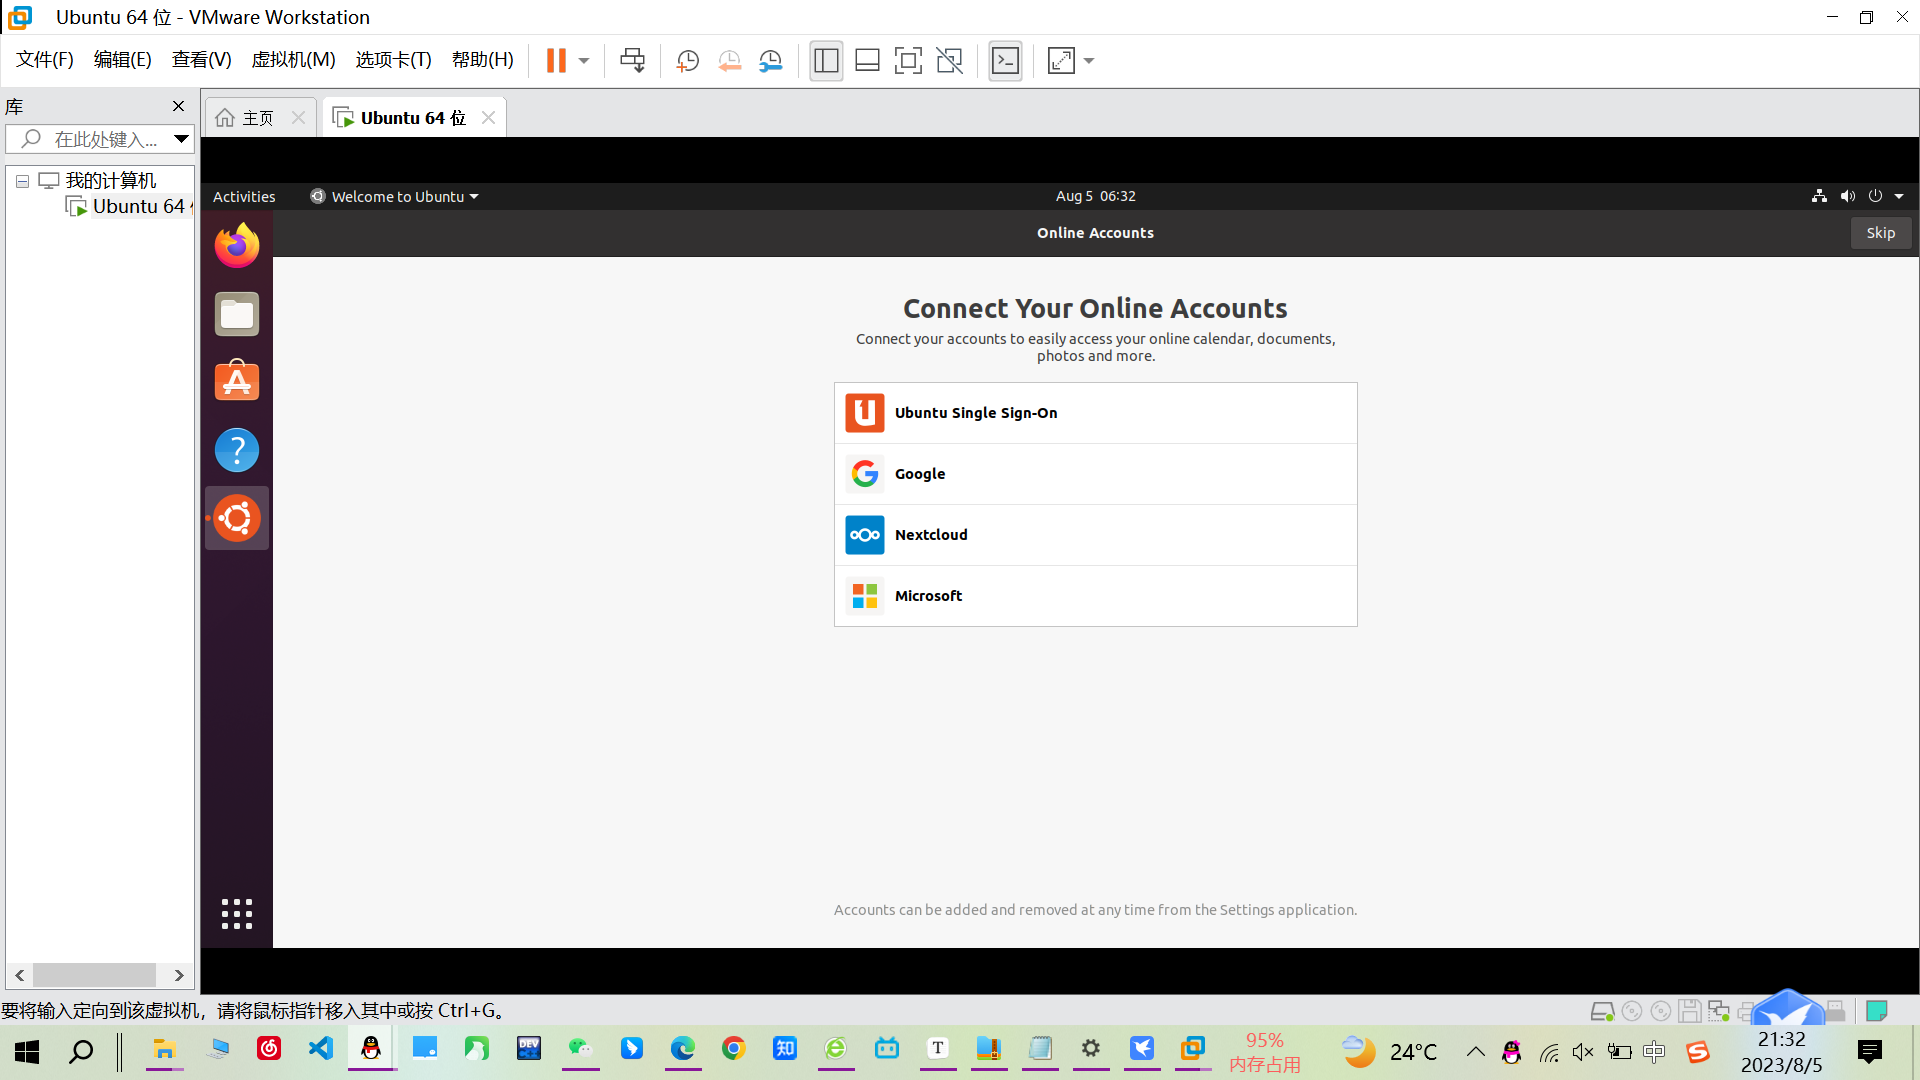 Ubuntu 64 位 - VMware Workstation
文件(F) 编辑(E) 查看(V) 虚拟机(M) 选项卡(T) 帮助(H)
库
主页
Ubuntu 64 位
在此处键入...
我的计算机
Ubuntu 64
Activities
Welcome to Ubuntu
Aug 5 06:32
Online Accounts
Skip
Connect Your Online Accounts
Connect your accounts to easily access your online calendar, documents,
photos and more.
Ubuntu Single Sign-On
Google
Nextcloud
Microsoft
Accounts can be added and removed at any time from the Settings application.
要将输入定向到该虚拟机，请将鼠标指针移入其中或按 Ctrl+G。
DEV
知
T
95%
内存占用
24°C
中
21:32
2023/8/5